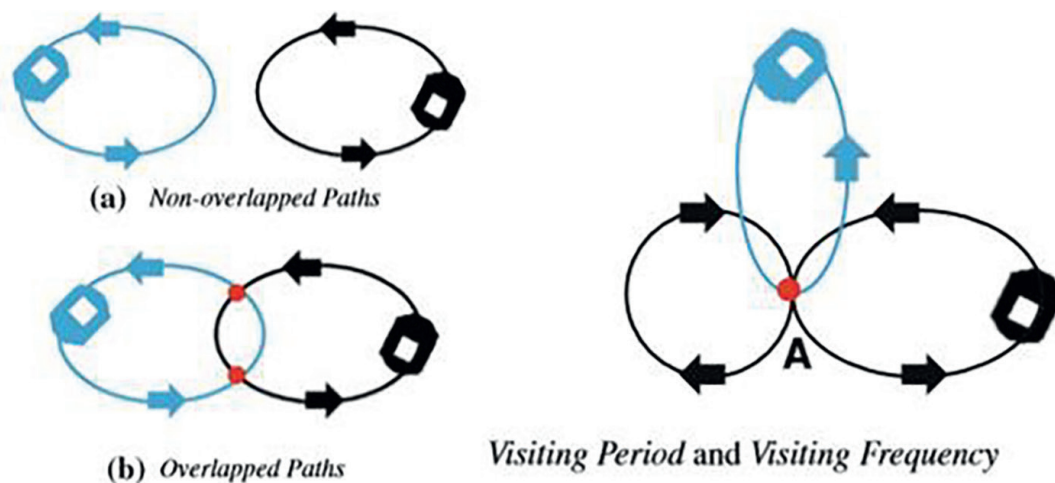 (a) Non-overlapped Paths
(b) Overlapped Paths
A
Visiting Period and Visiting Frequency